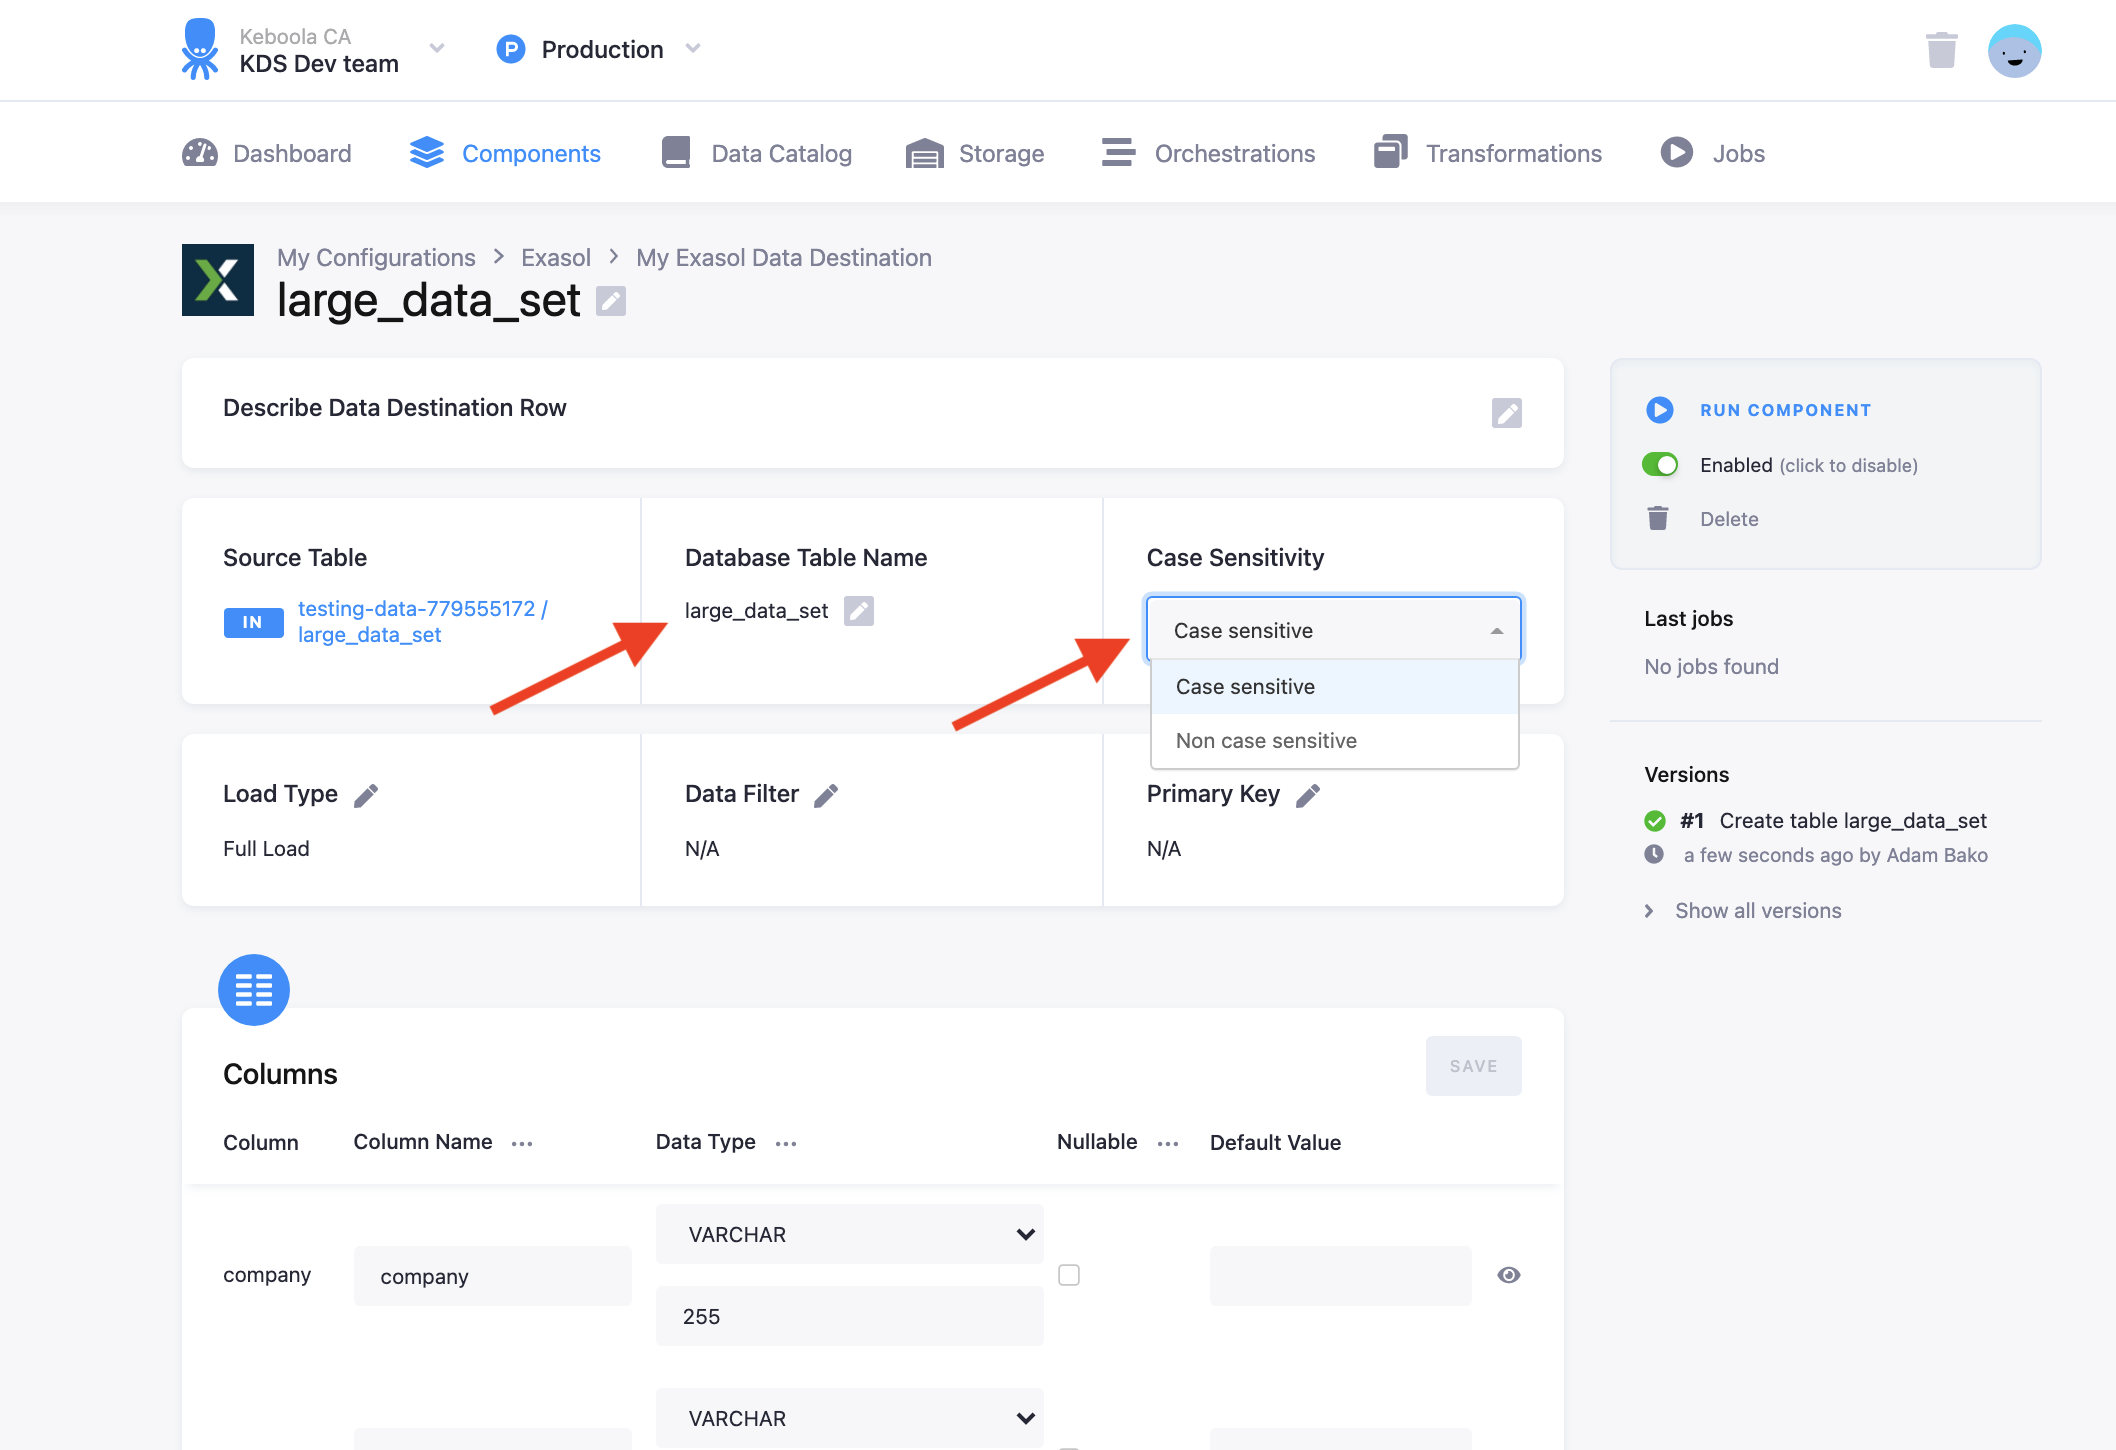 Keboola CA
KDS Dev team
P Production
Dashboard
Components
Data Catalog
Storage
Orchestrations
Transformations
Jobs
My Configurations > Exasol > My Exasol Data Destination
large_data_set
Describe Data Destination Row
Source Table
IN testing-data-779555172 /
large_data_set
Database Table Name
large_data_set
Case Sensitivity
Case sensitive
Case sensitive
Non case sensitive
Load Type
Full Load
Data Filter
N/A
Primary Key
N/A
RUN COMPONENT
Enabled (click to disable)
Delete
Last jobs
No jobs found
Versions
#1 Create table large_data_set
a few seconds ago by Adam Bako
Show all versions
Columns
SAVE
Column
Column Name ...
Data Type ...
Nullable ...
Default Value
company
company
VARCHAR
255
VARCHAR